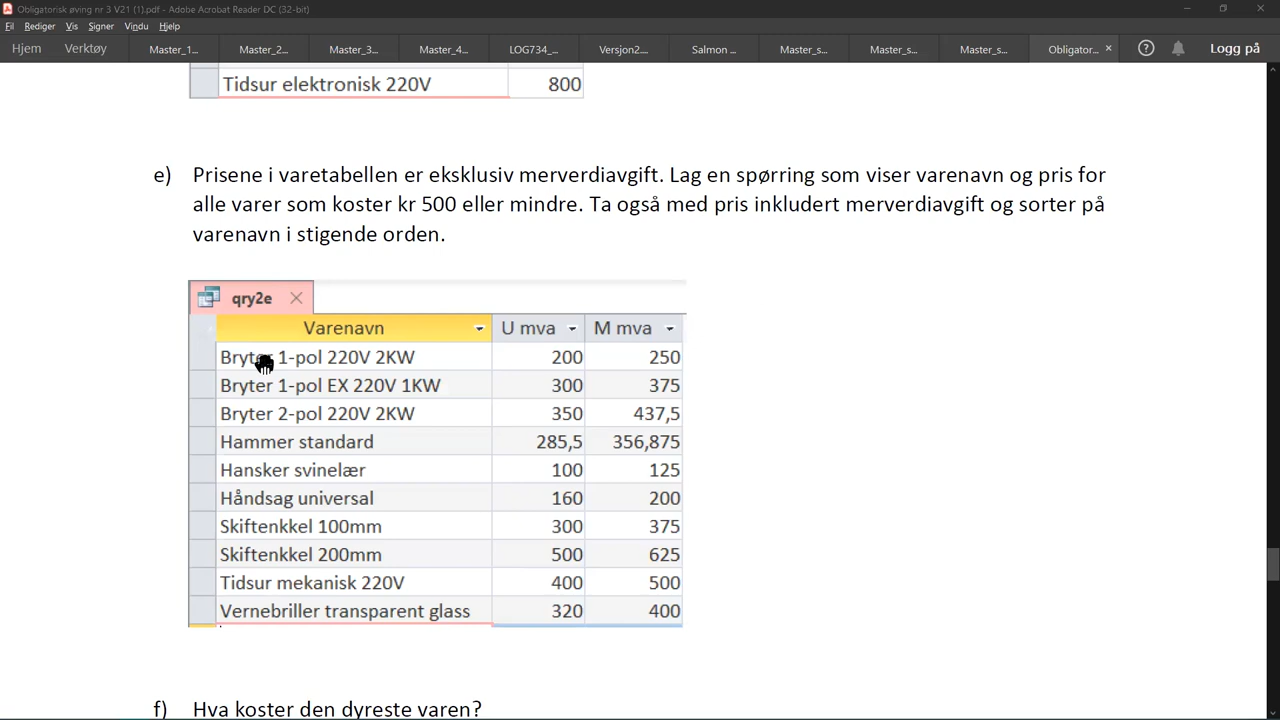 Obligatorisk øving nr 3 V21 (1).pdf - Adobe Acrobat Reader DC (32-bit)
Fil Rediger Vis Signer Vindu Hjelp
Hjem Verktøy Master_1... Master_2... Master_3... Master_4... LOG734_... Versjon2... Salmon ... Master_s... Master_s... Master_s... Obligator... × ? Logg på
Tidsur elektronisk 220V 800
e) Prisene i varetabellen er eksklusiv merverdiavgift. Lag en spørring som viser varenavn og pris for
alle varer som koster kr 500 eller mindre. Ta også med pris inkludert merverdiavgift og sorter på
varenavn i stigende orden.
qry2e ×
Varenavn U mva M mva
Bryter 1-pol 220V 2KW 200 250
Bryter 1-pol EX 220V 1KW 300 375
Bryter 2-pol 220V 2KW 350 437,5
Hammer standard 285,5 356,875
Hansker svinelær 100 125
Håndsag universal 160 200
Skiftenkkel 100mm 300 375
Skiftenkkel 200mm 500 625
Tidsur mekanisk 220V 400 500
Vernebriller transparent glass 320 400
f) Hva koster den dyreste varen?